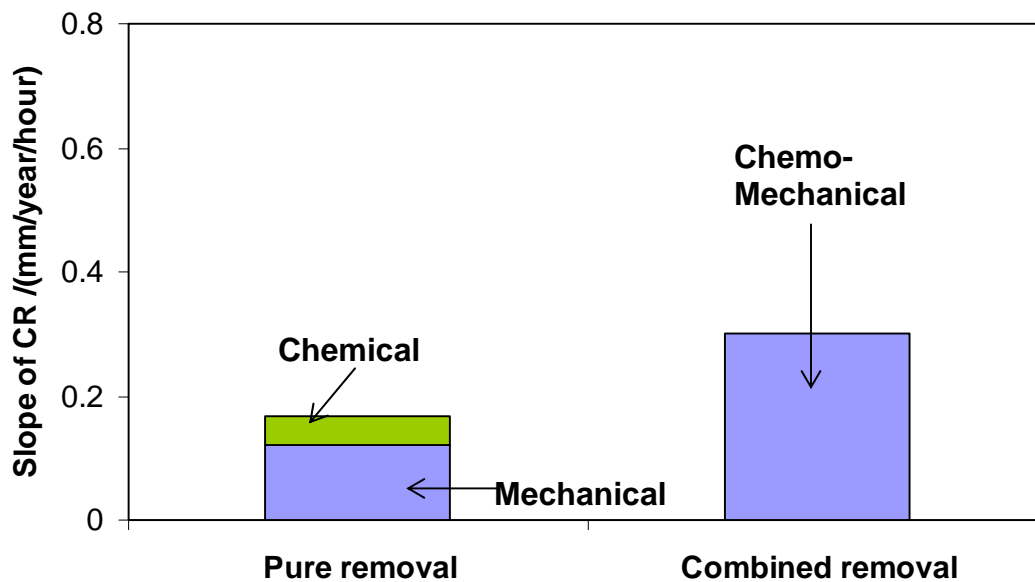 Slope of CR /(mm/year/hour)
0.8
0.6
0.4
0.2
0
Chemical
Mechanical
Chemo-
Mechanical
Pure removal
Combined removal